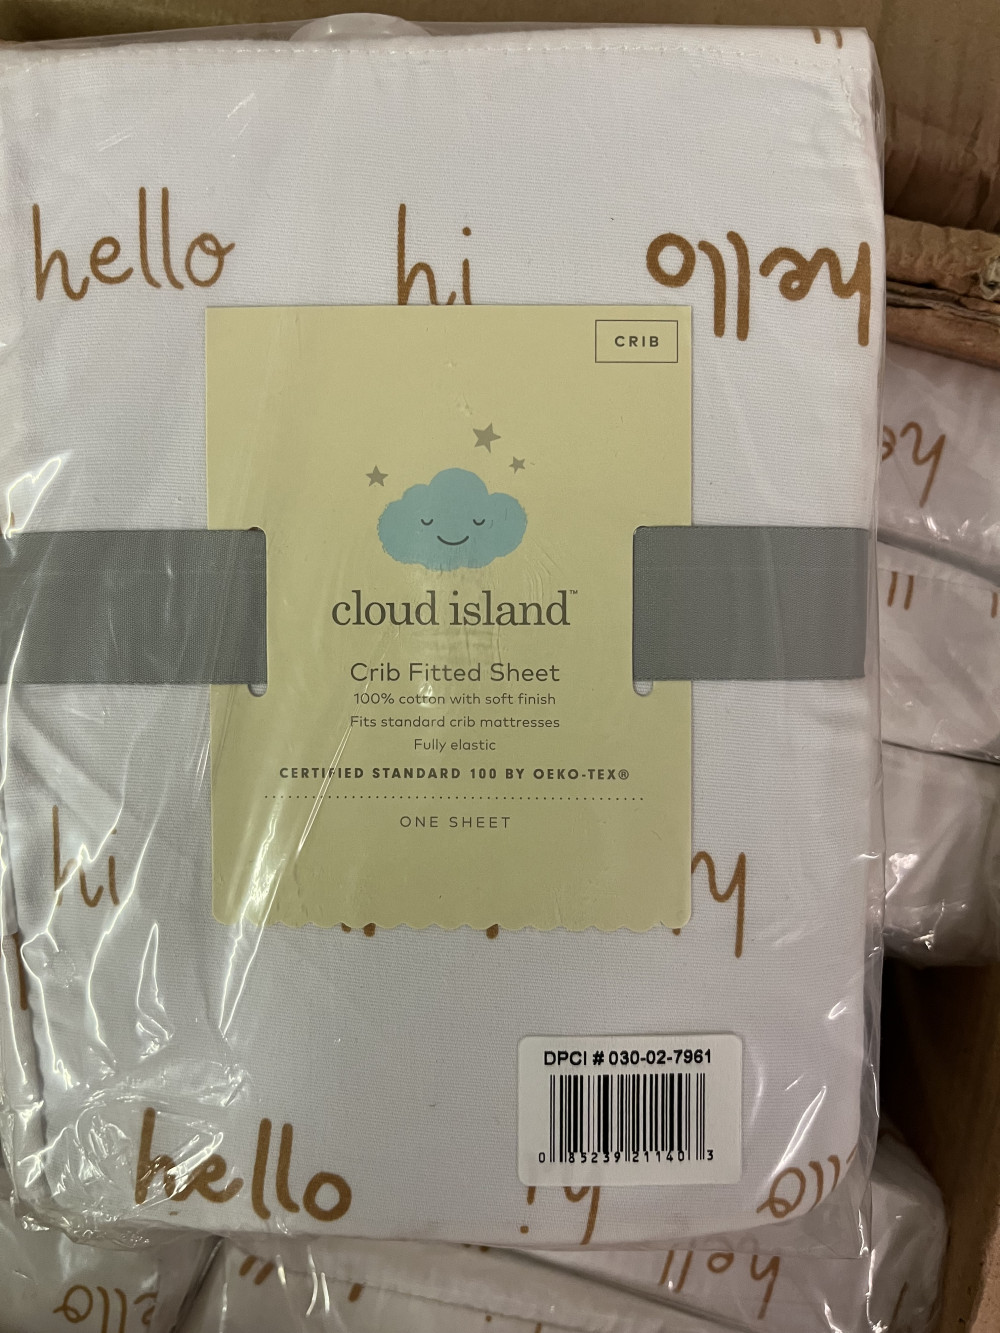 hello hi hello
CRIB
cloud island™
Crib Fitted Sheet
100% cotton with soft finish
Fits standard crib mattresses
Fully elastic
CERTIFIED STANDARD 100 BY OEKO-TEX®
ONE SHEET
hi
DPCI # 030-02-7961
0 85239 21140 3
hello hi
hello